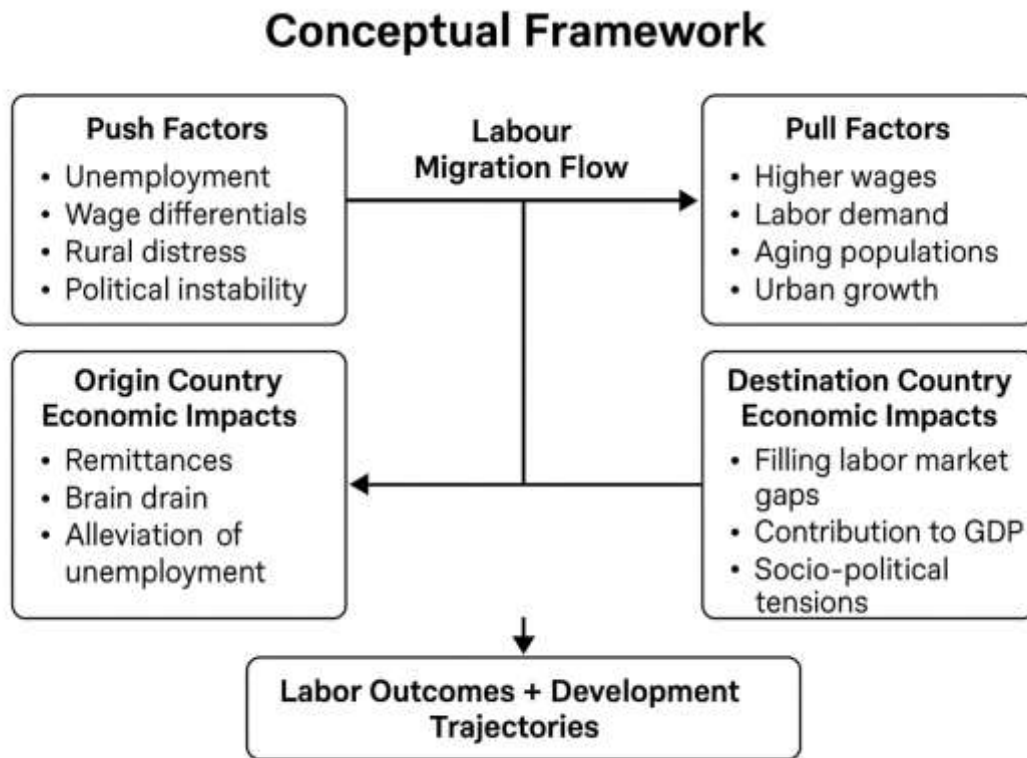 Conceptual Framework
Push Factors
• Unemployment
• Wage differentials
• Rural distress
• Political instability
Labour
Migration Flow
Pull Factors
• Higher wages
• Labor demand
• Aging populations
• Urban growth
Origin Country
Economic Impacts
• Remittances
• Brain drain
• Alleviation of
unemployment
Destination Country
Economic Impacts
• Filling labor market
gaps
• Contribution to GDP
• Socio-political
tensions
Labor Outcomes + Development
Trajectories